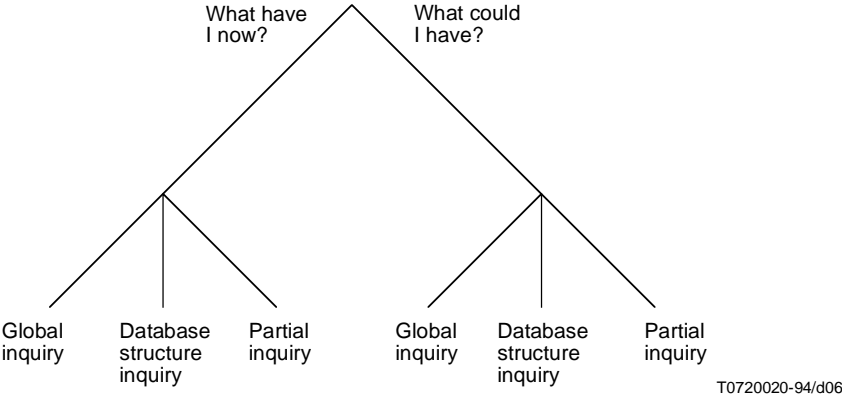 What have
I now?
What could
I have?
Global
inquiry
Database
structure
inquiry
Partial
inquiry
Global
inquiry
Database
structure
inquiry
Partial
inquiry
T0720020-94/d06